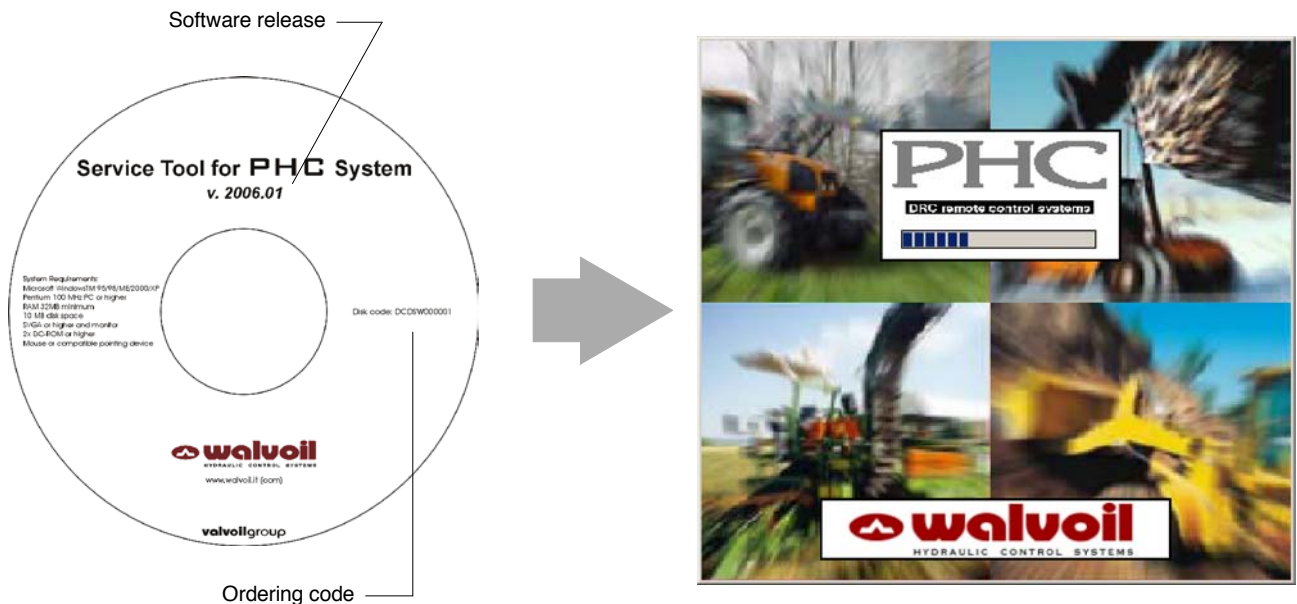 Software release
Service Tool for PHC System
v. 2006.01
System Requirements:
Microsoft WindowsTM 95/98/ME/2000/XP
Pentium 100 MHz PC or higher
RAM 32MB minimum
10 MB disk space
SVGA or higher and monitor
2x DC-ROM or higher
Mouse or compatible pointing device
Disk code: DCDSW000001
walvoil
HYDRAULIC CONTROL SYSTEMS
www.walvoil.it (com)
valvoilgroup
Ordering code
PHC
DRC remote control systems
walvoil
HYDRAULIC CONTROL SYSTEMS